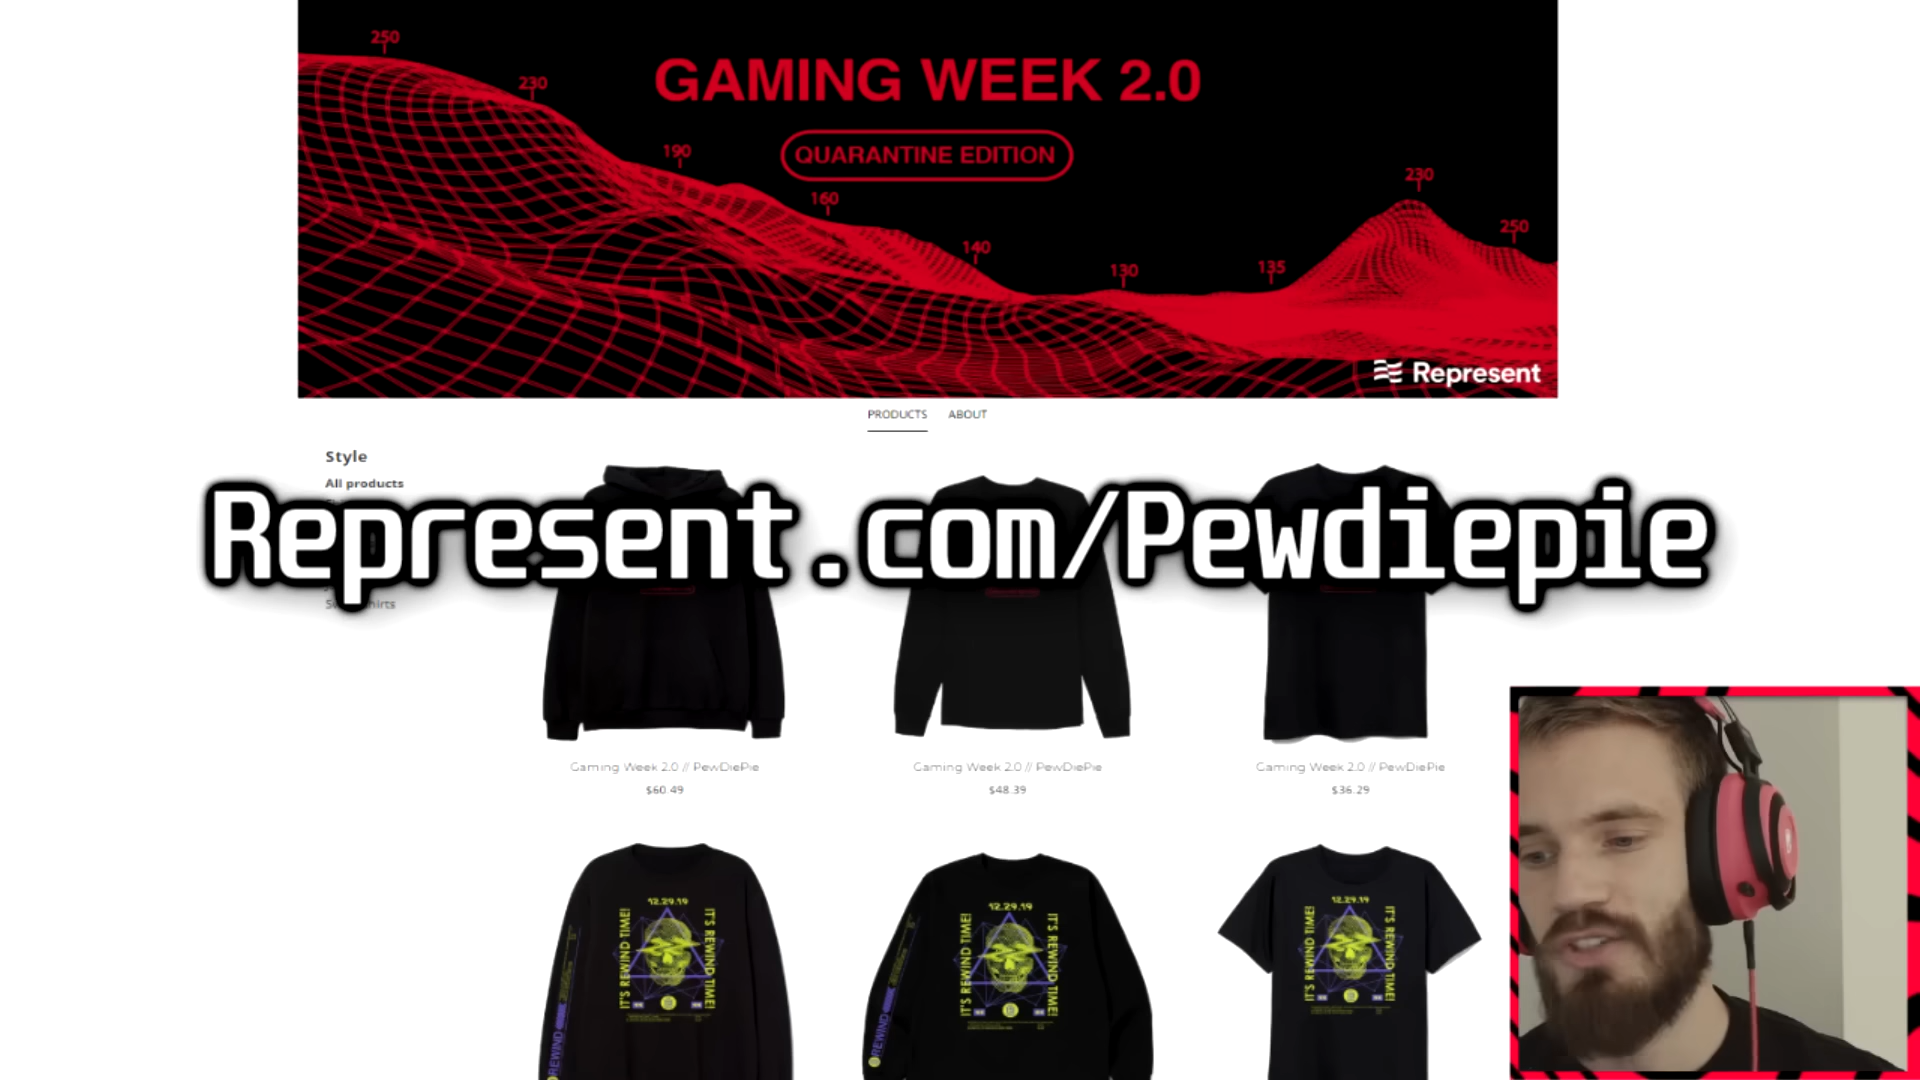 250
230
GAMING WEEK 2.0
QUARANTINE EDITION
190
160
140
130
135
230
250
Represent
PRODUCTS ABOUT
Style
All products
Represent.com/Pewdiepie
Gaming Week 2.0 // PewDiePie
$60.49
Gaming Week 2.0 // PewDiePie
$48.39
Gaming Week 2.0 // PewDiePie
$36.29
12.29.19
IT'S REWIND TIME!
IT'S REWIND TIME!
REWIND
12.29.19
IT'S REWIND TIME!
IT'S REWIND TIME!
REWIND
12.29.19
IT'S REWIND TIME!
IT'S REWIND TIME!